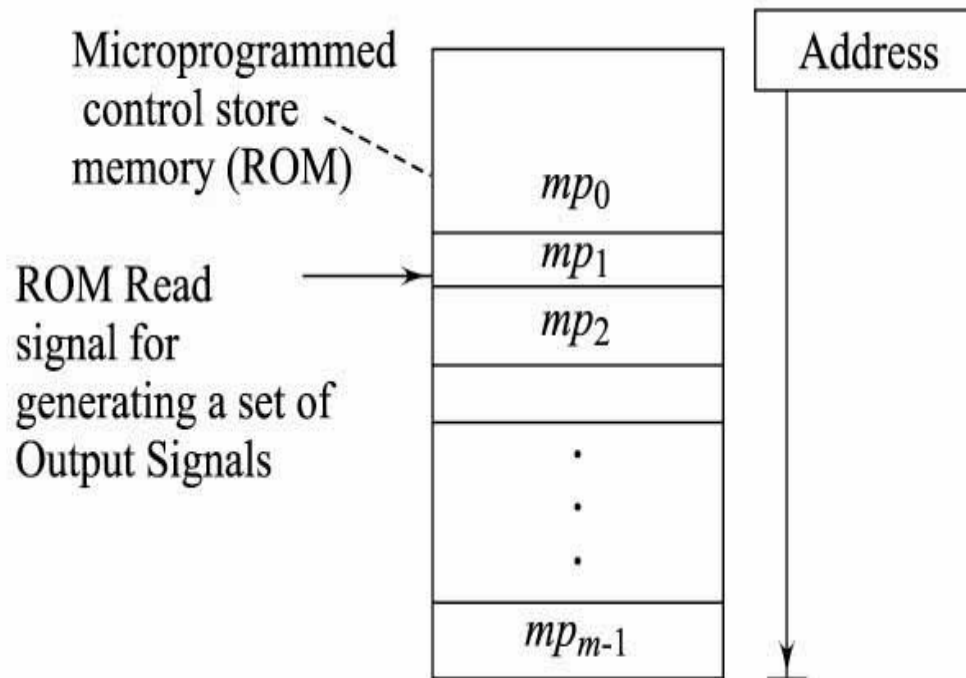 Microprogrammed
control store
memory (ROM)
Address
mp0
mp1
ROM Read
signal for
generating a set of
Output Signals
mp2
mpm-1